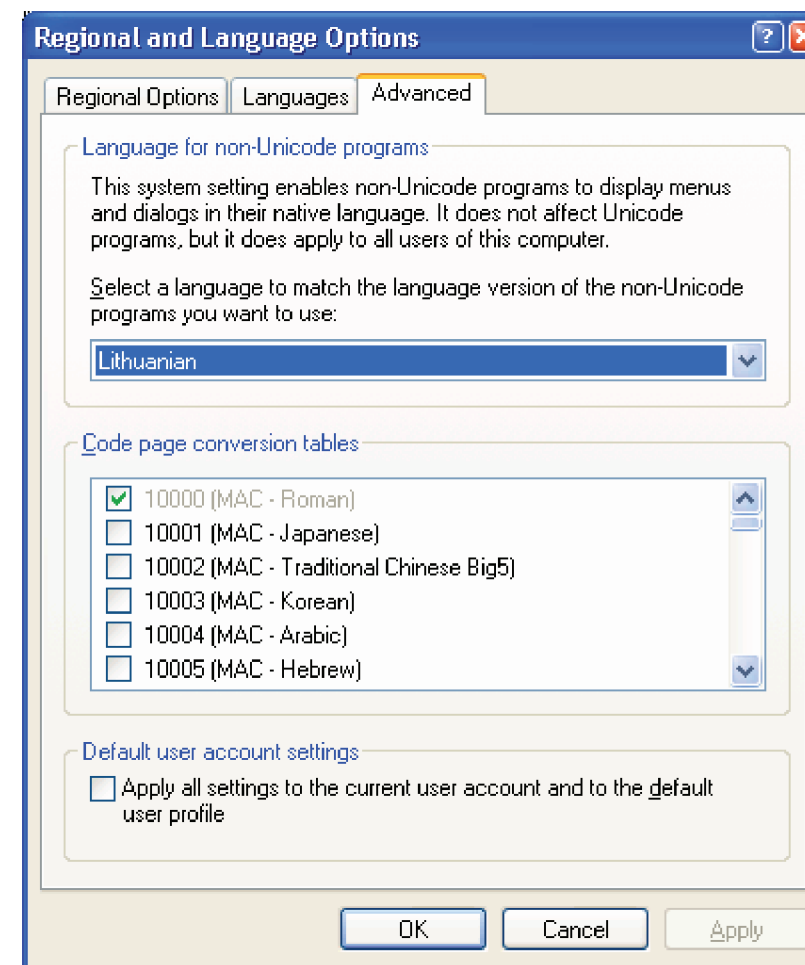 Regional and Language Options
Regional Options Languages Advanced
Language for non-Unicode programs
This system setting enables non-Unicode programs to display menus
and dialogs in their native language. It does not affect Unicode
programs, but it does apply to all users of this computer.
Select a language to match the language version of the non-Unicode
programs you want to use:
Lithuanian
Code page conversion tables
10000 (MAC - Roman)
10001 (MAC - Japanese)
10002 (MAC - Traditional Chinese Big5)
10003 (MAC - Korean)
10004 (MAC - Arabic)
10005 (MAC - Hebrew)
Default user account settings
Apply all settings to the current user account and to the default
user profile
OK Cancel Apply